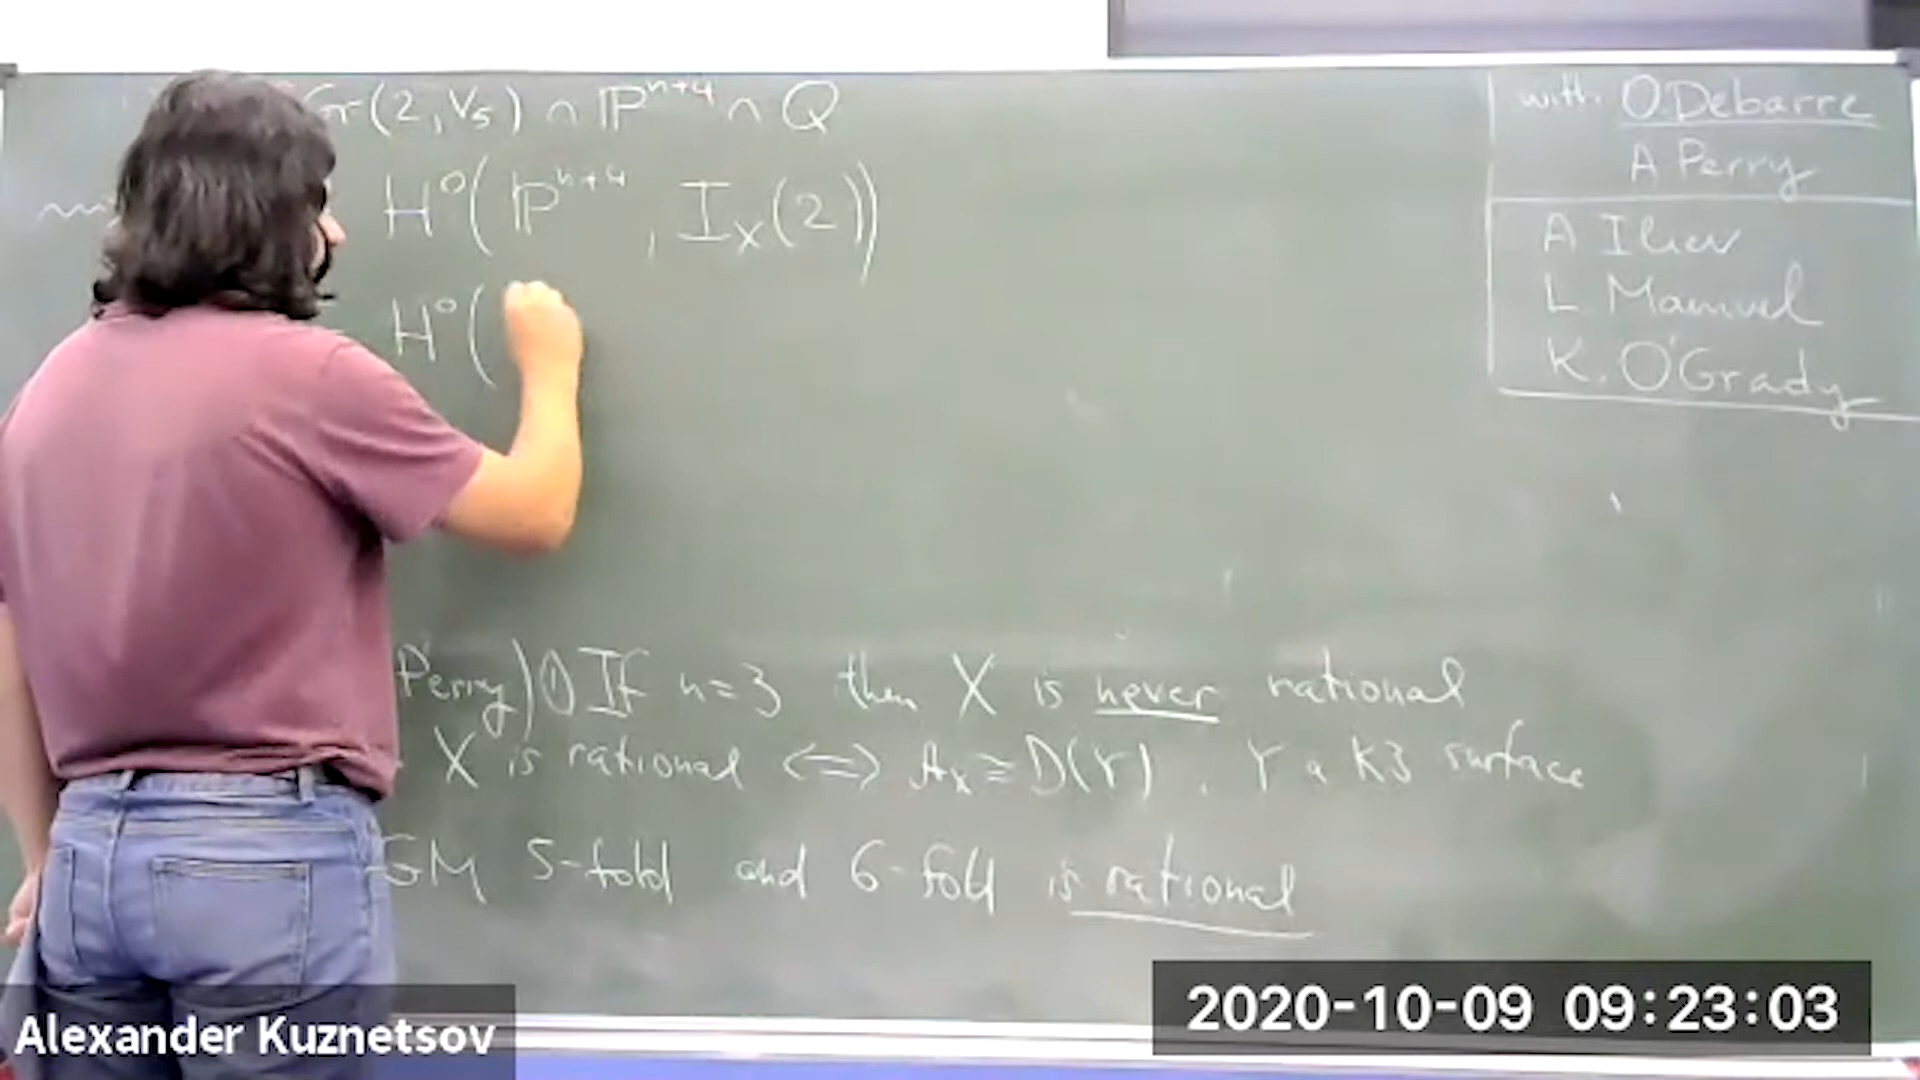 Gr(2,V₅) ∩ ℙⁿ⁺⁴ ∩ Q
H⁰(ℙⁿ⁺⁴, I_X(2))
H⁰(
Perry) ① If n=3 then X is never rational
X is rational ⟺ A_X ≅ D(Y), Y a K3 surface
GM 5-fold and 6-fold is rational
with O.Debarre
A Perry
A Iliev
L Manivel
K. O'Grady
Alexander Kuznetsov
2020-10-09 09:23:03